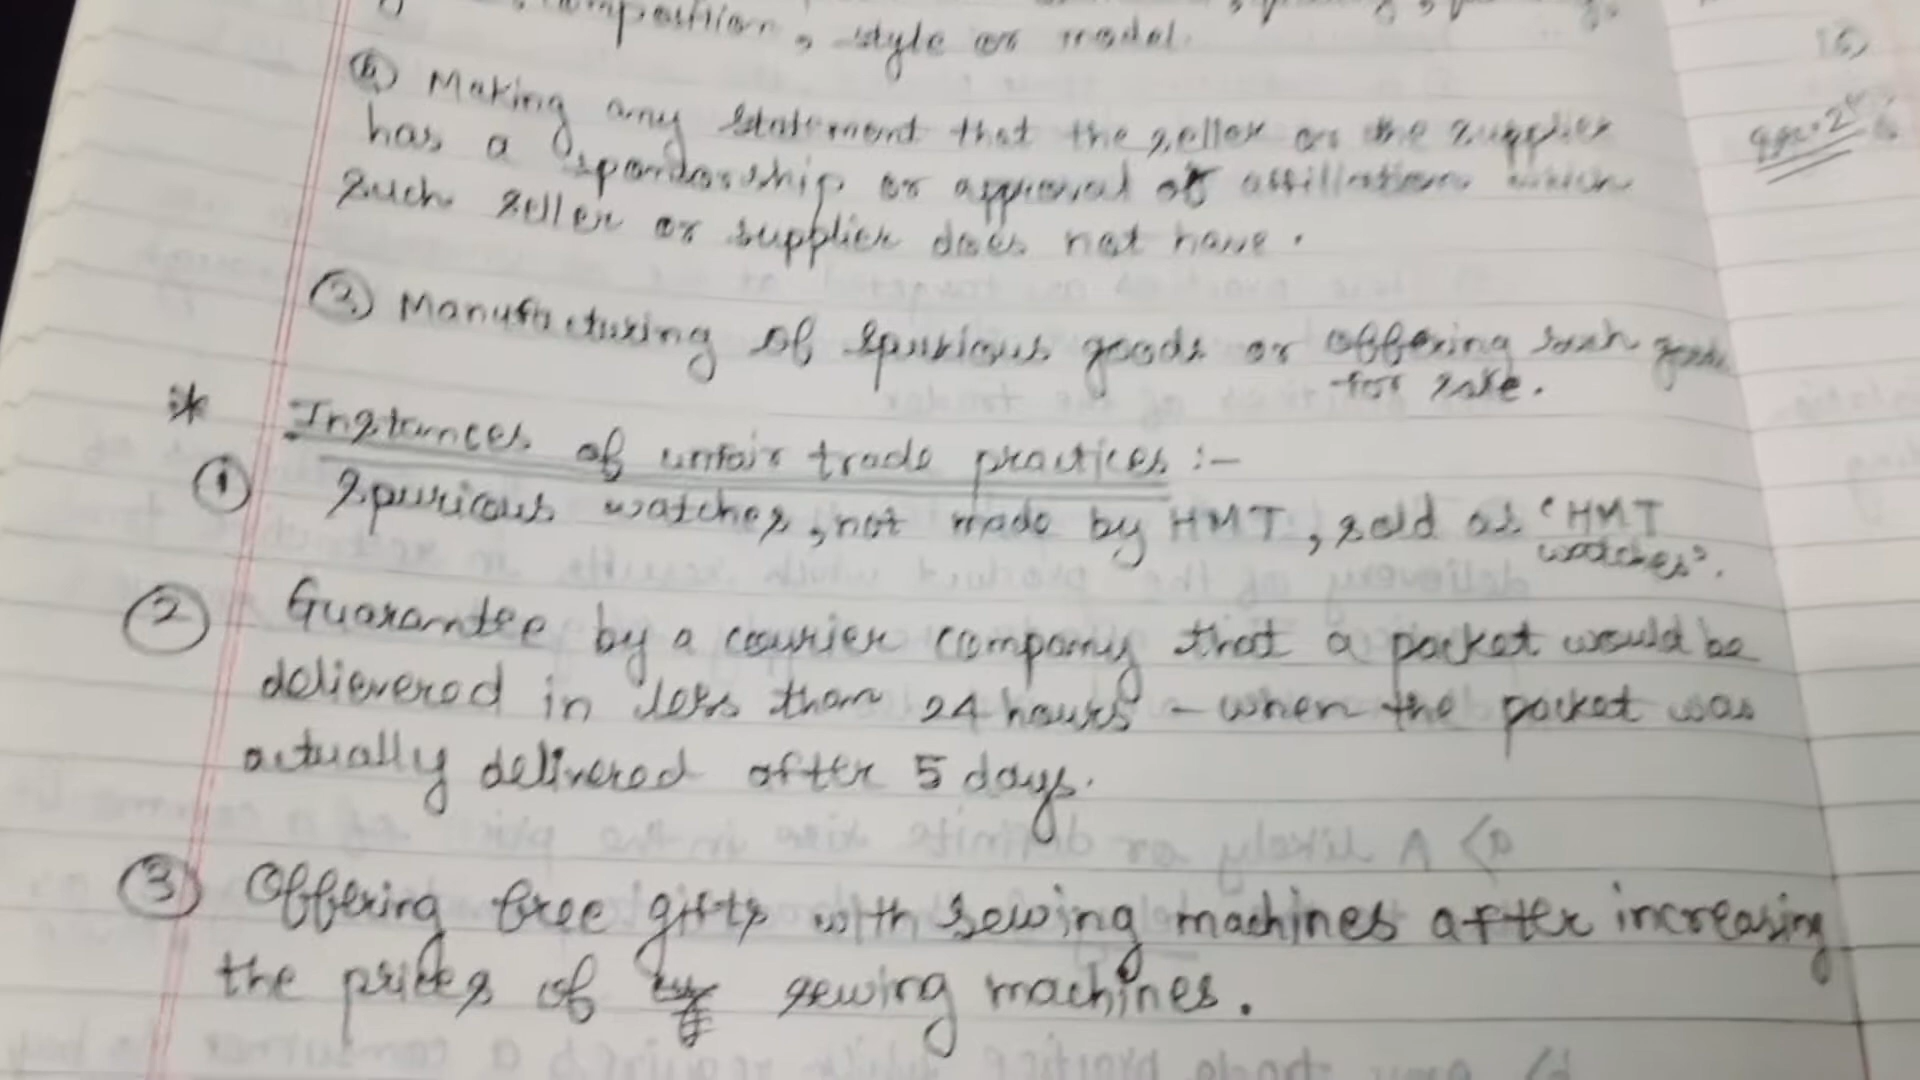 composition, style or model.
⑥ Making any statement that the seller or the supplier
has a sponsorship or approval or affiliation which
such seller or supplier does not have.
② Manufacturing of spurious goods or offering such goods
for sale.
* Instances of unfair trade practices :-
① Spurious watches, not made by HMT, sold as 'HMT
watches'.
② Guarantee by a courier company that a packet would be
delievered in less than 24 hours - when the packet was
actually delivered after 5 days.
③ Offering free gifts with sewing machines after increasing
the prices of sewing machines.